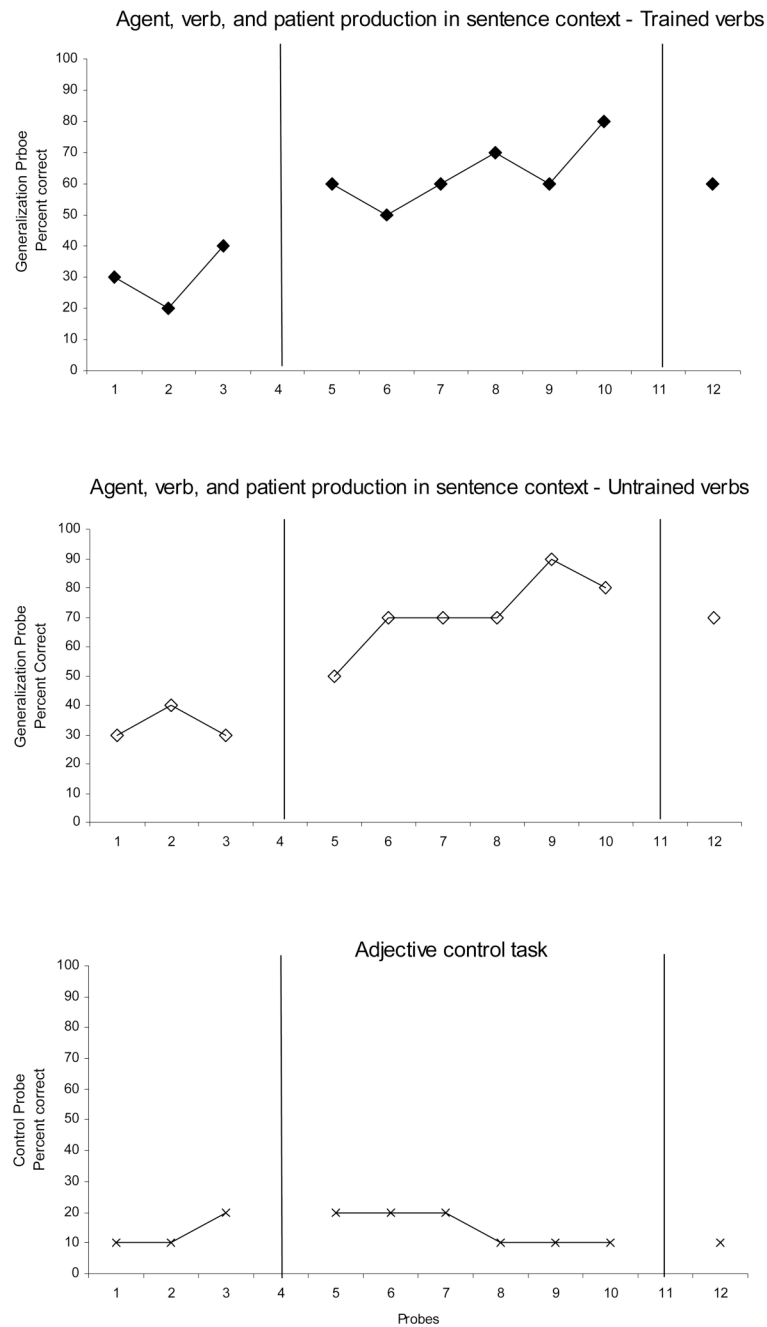 Agent, verb, and patient production in sentence context - Trained verbs
100
90
80
70
60
50
40
30
20
10
0
Generalization Prboe
Percent correct
1 2 3 4 5 6 7 8 9 10 11 12
Agent, verb, and patient production in sentence context - Untrained verbs
100
90
80
70
60
50
40
30
20
10
0
Generalization Probe
Percent Correct
1 2 3 4 5 6 7 8 9 10 11 12
Adjective control task
100
90
80
70
60
50
40
30
20
10
0
Control Probe
Percent correct
1 2 3 4 5 6 7 8 9 10 11 12
Probes